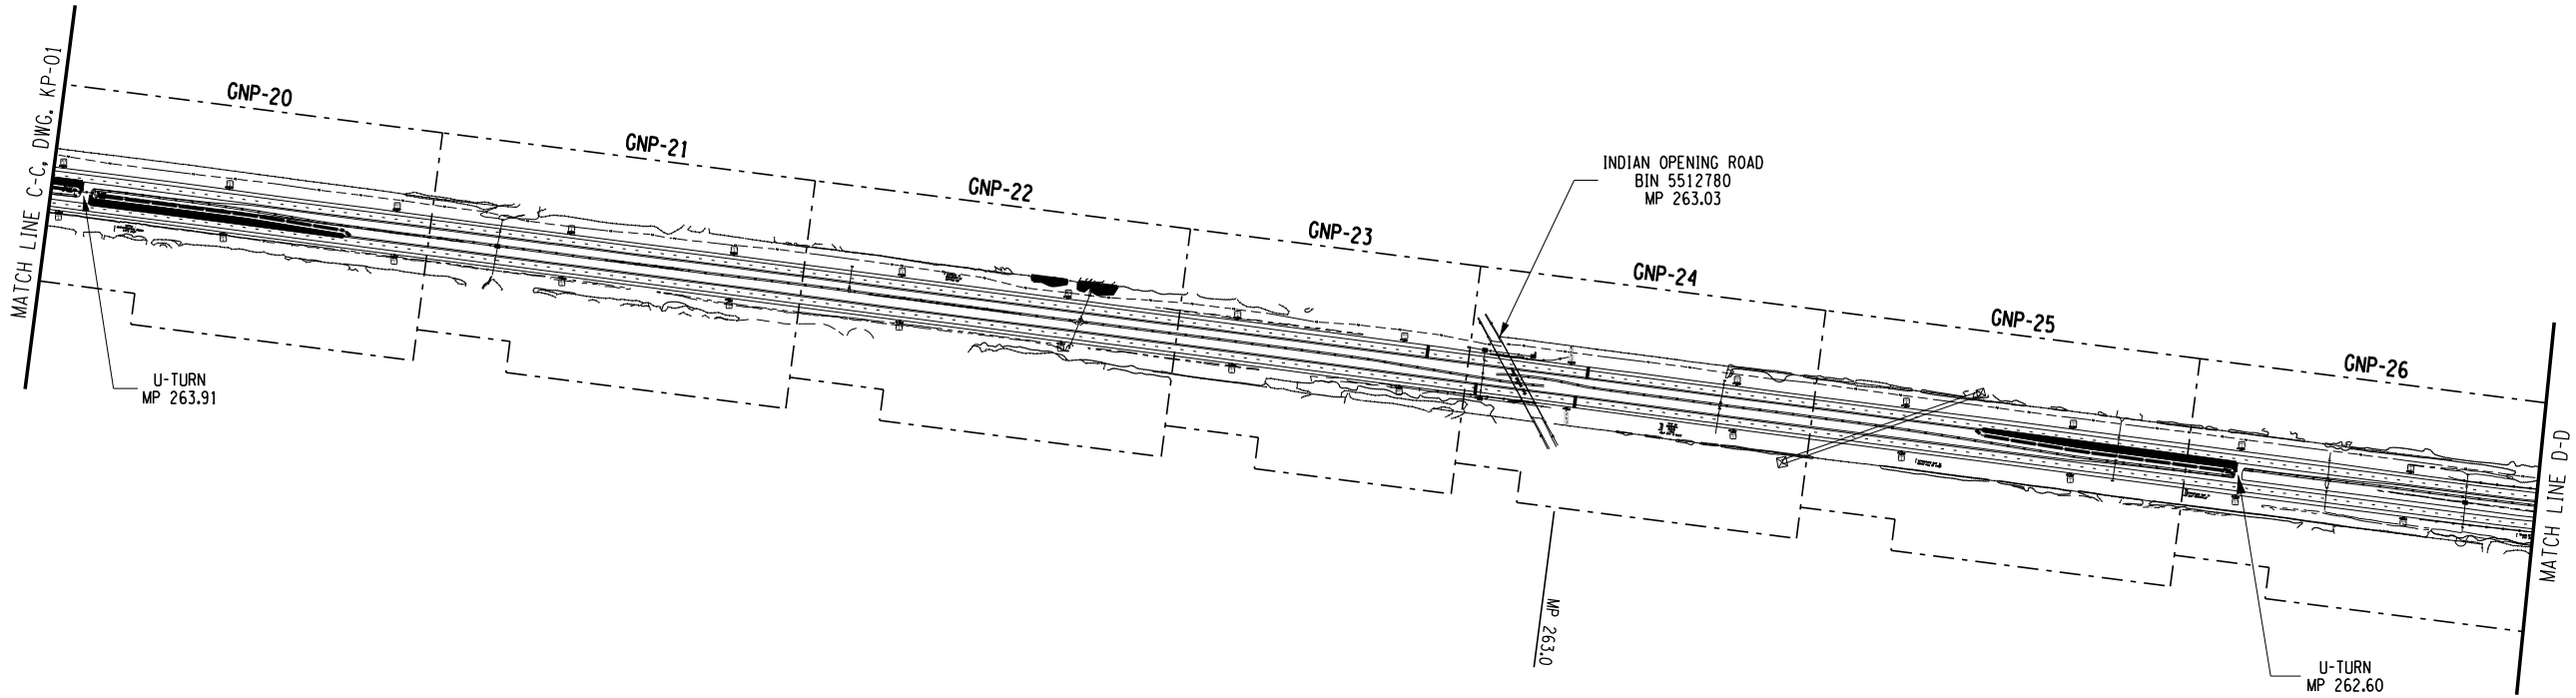 MATCH LINE C-C, DWG. KP-01
GNP-20
GNP-21
GNP-22
GNP-23
GNP-24
GNP-25
GNP-26
INDIAN OPENING ROAD
BIN 5512780
MP 263.03
U-TURN
MP 263.91
MP 263.0
U-TURN
MP 262.60
MATCH LINE D-D